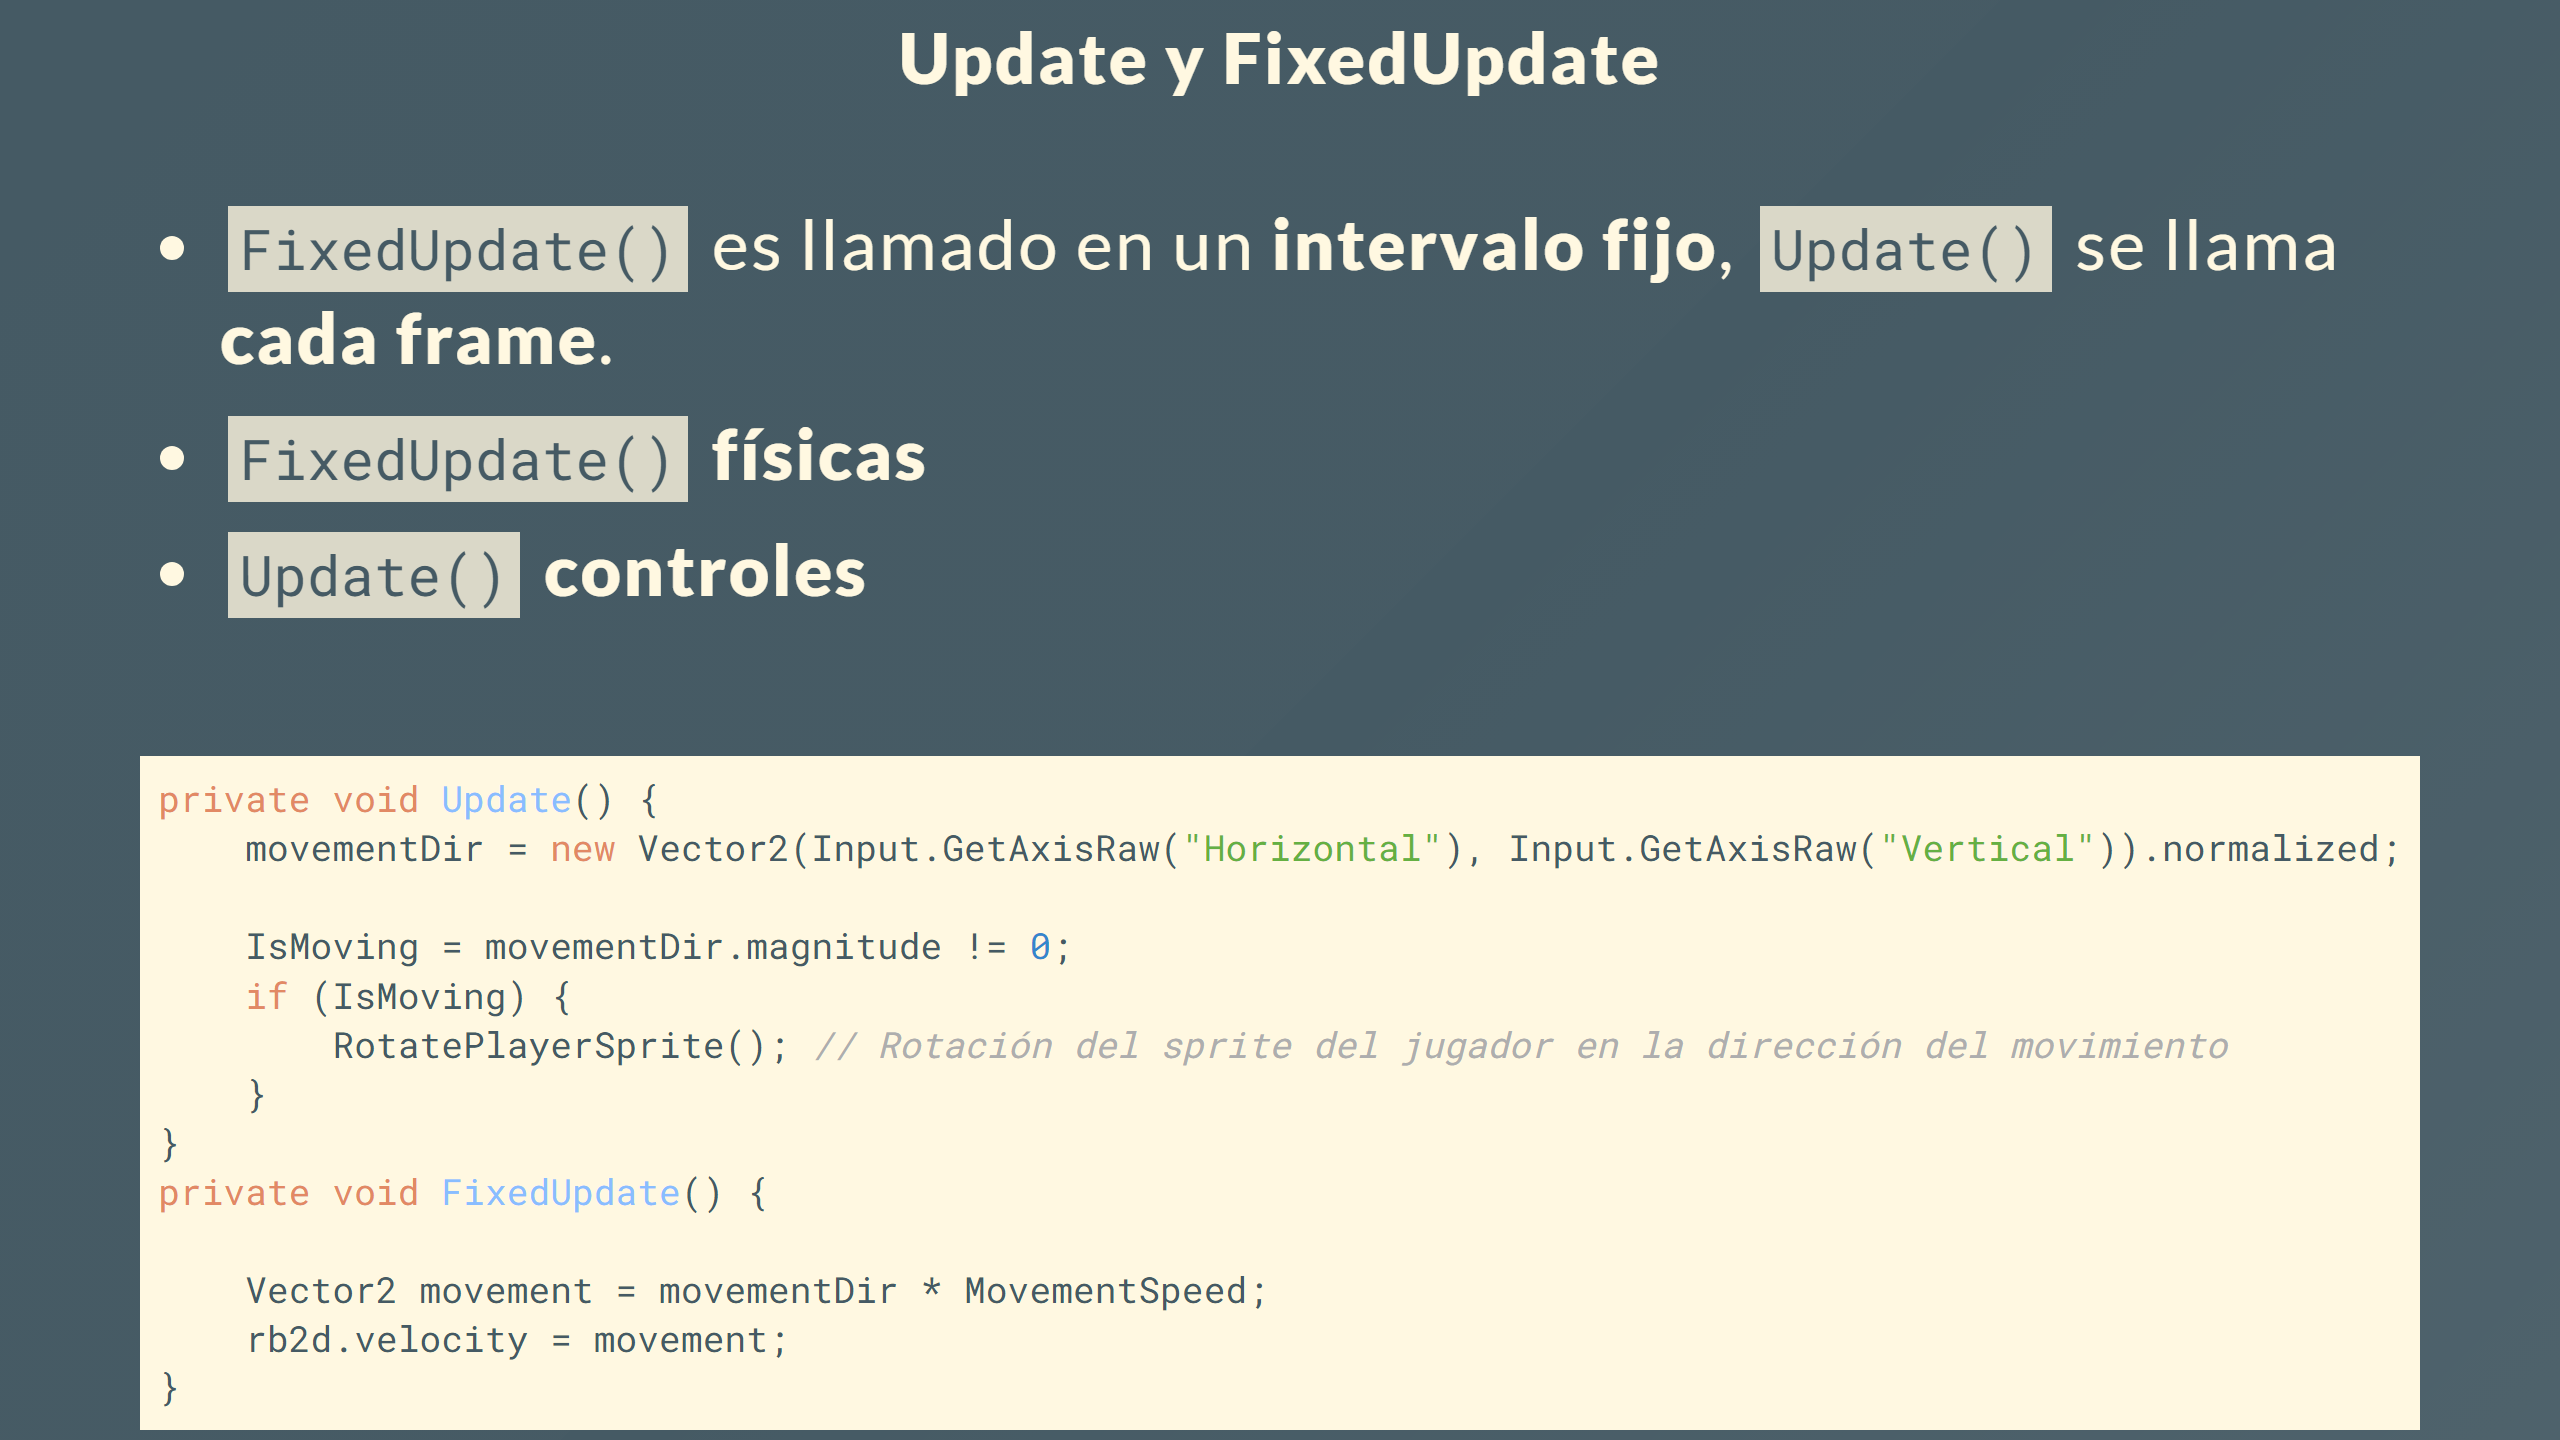 Update y FixedUpdate
• FixedUpdate() es llamado en un intervalo fijo, Update() se llama
cada frame.
• FixedUpdate() físicas
• Update() controles
private void Update() {
    movementDir = new Vector2(Input.GetAxisRaw("Horizontal"), Input.GetAxisRaw("Vertical")).normalized;
    IsMoving = movementDir.magnitude != 0;
    if (IsMoving) {
        RotatePlayerSprite(); // Rotación del sprite del jugador en la dirección del movimiento
    }
}
private void FixedUpdate() {
    Vector2 movement = movementDir * MovementSpeed;
    rb2d.velocity = movement;
}